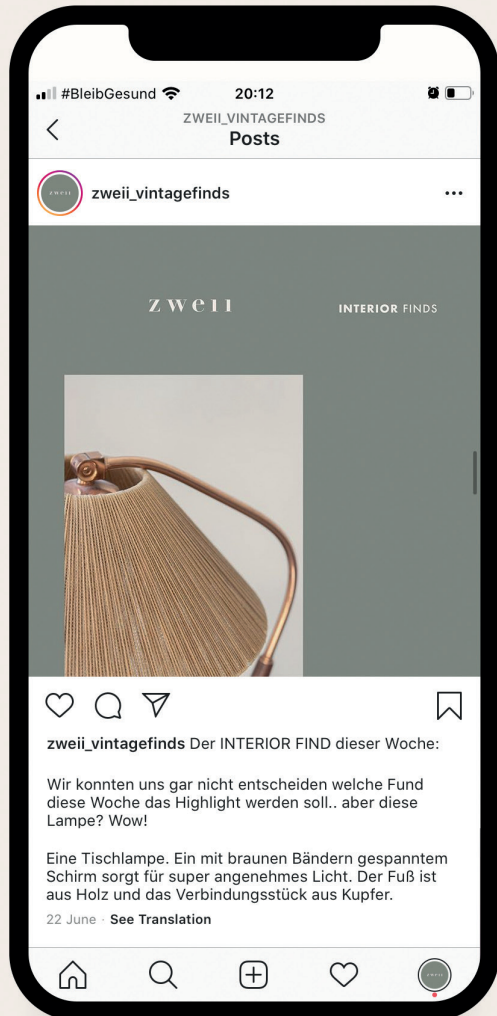 #BleibGesund 20:12
ZWEII_VINTAGEFINDS
Posts
zweii_vintagefinds
zweii INTERIOR FINDS
zweii_vintagefinds Der INTERIOR FIND dieser Woche:
Wir konnten uns gar nicht entscheiden welche Fund
diese Woche das Highlight werden soll.. aber diese
Lampe? Wow!
Eine Tischlampe. Ein mit braunen Bändern gespanntem
Schirm sorgt für super angenehmes Licht. Der Fuß ist
aus Holz und das Verbindungsstück aus Kupfer.
22 June · See Translation